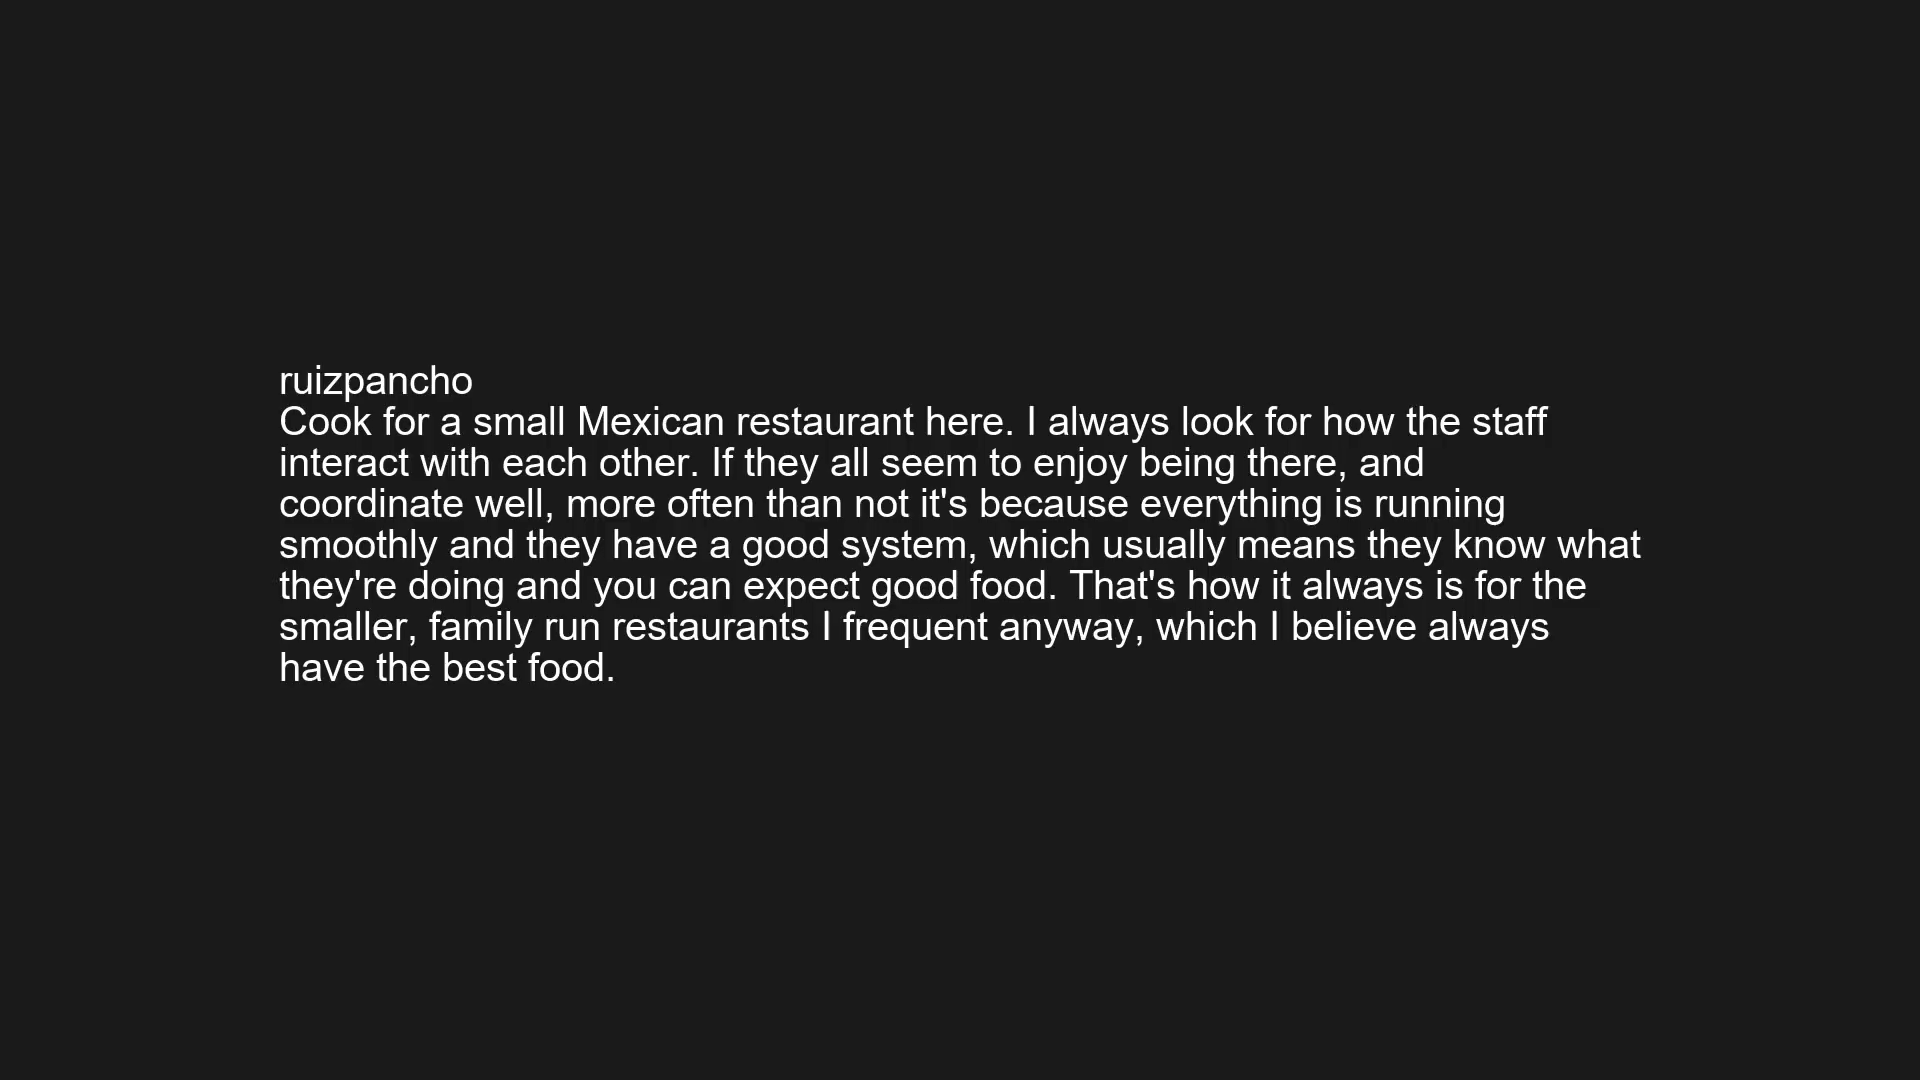 ruizpancho
Cook for a small Mexican restaurant here. I always look for how the staff
interact with each other. If they all seem to enjoy being there, and
coordinate well, more often than not it's because everything is running
smoothly and they have a good system, which usually means they know what
they're doing and you can expect good food. That's how it always is for the
smaller, family run restaurants I frequent anyway, which I believe always
have the best food.